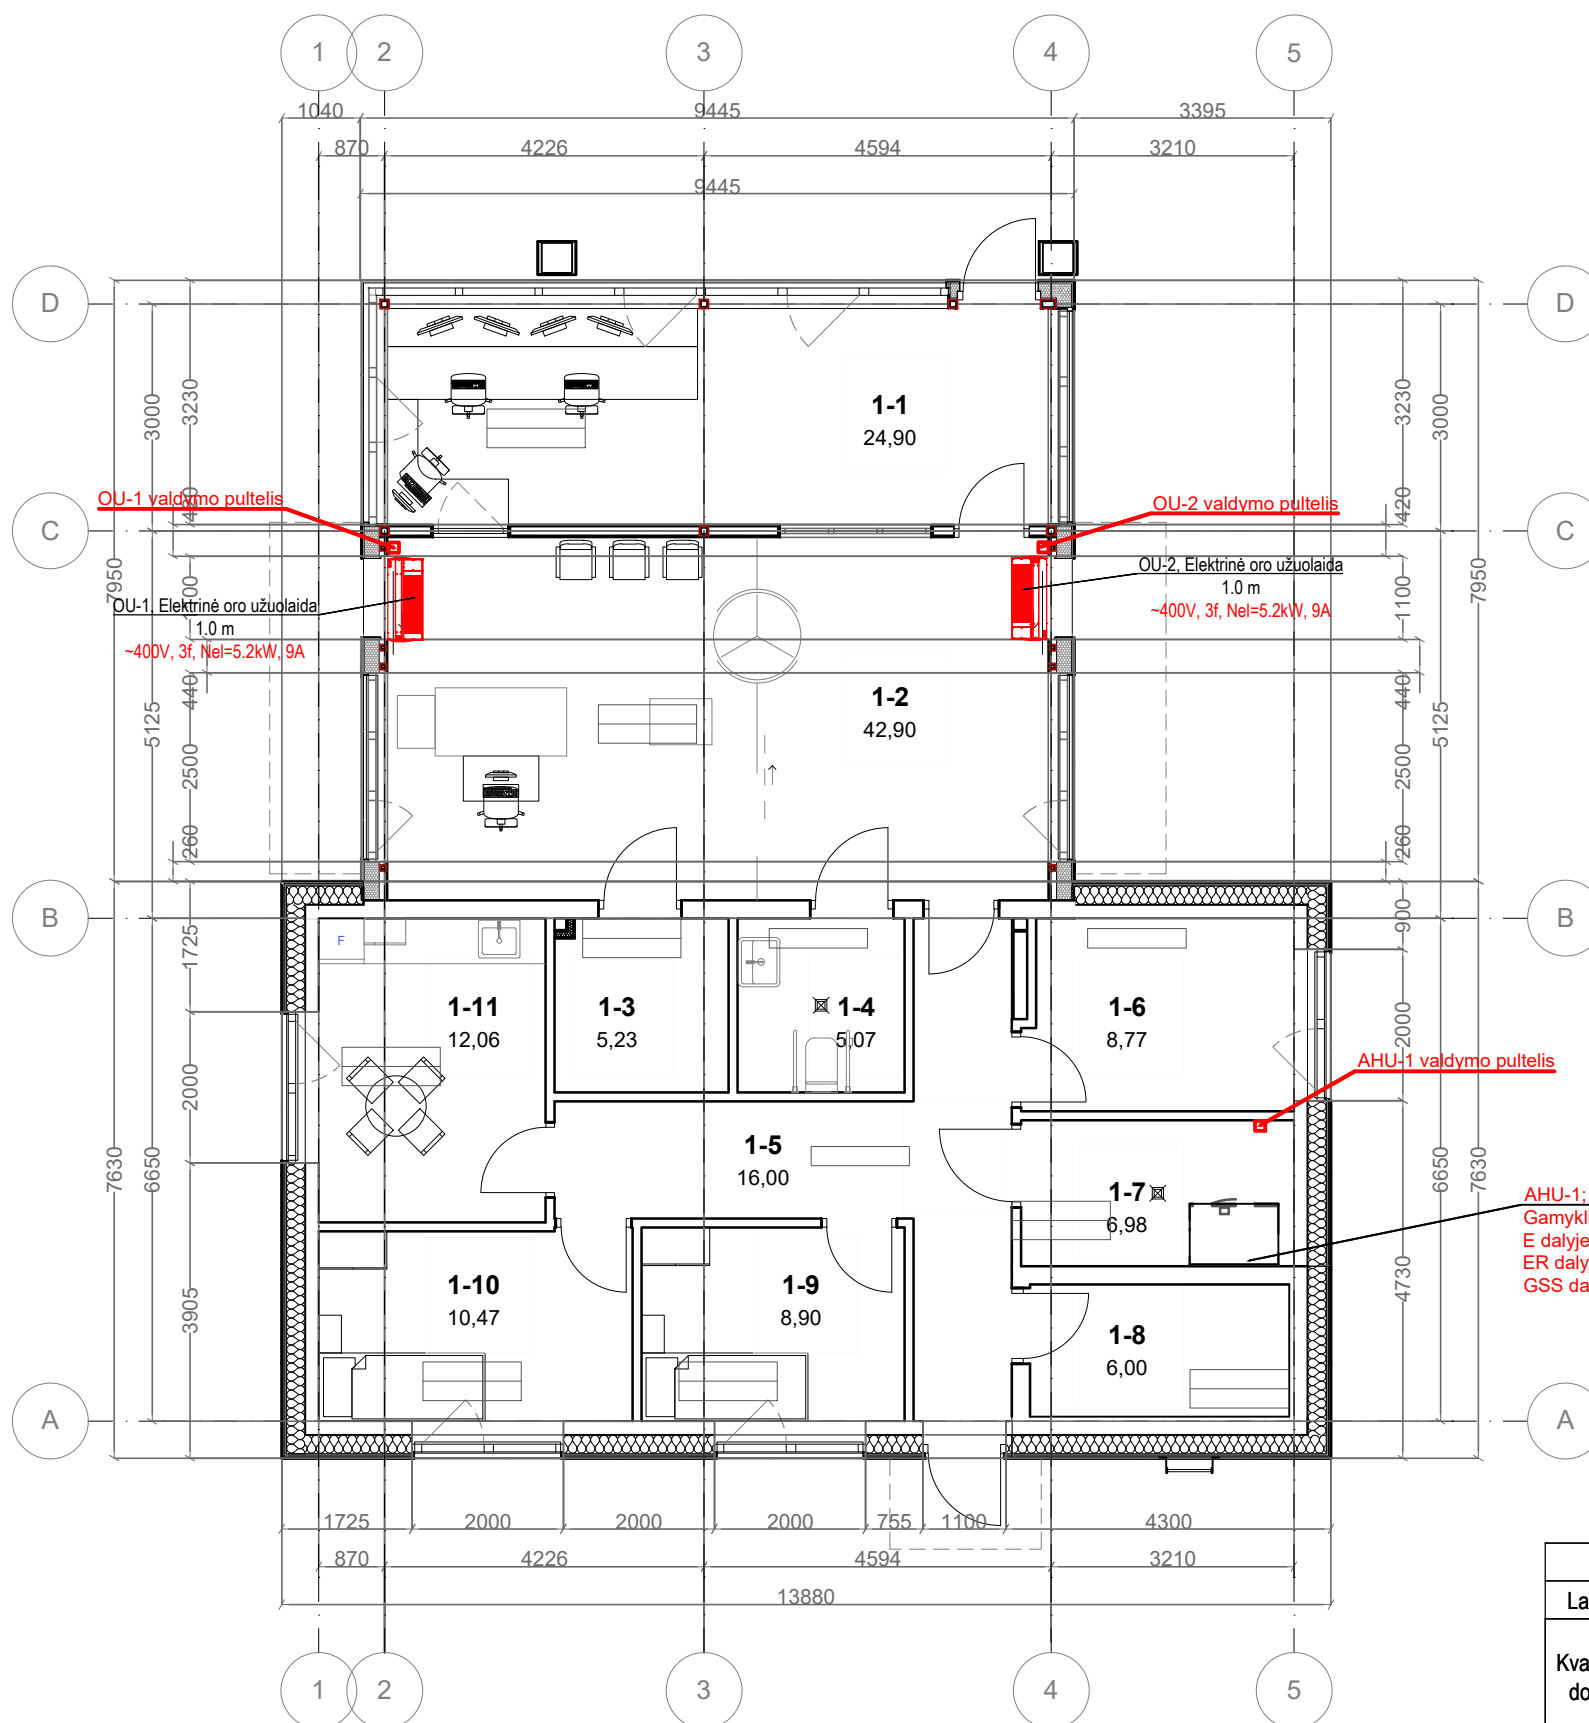 1 2 3 4 5
1040 9445 3395
870 4226 4594 3210
9445
D D
3000 3230 3230 3000
1-1
24,90
OU-1 valdymo pultelis
OU-2 valdymo pultelis
420 420
C C
7950 7950
OU-1, Elektrinė oro užuolaida
1.0 m
~400V, 3f, Nel=5.2kW, 9A
OU-2, Elektrinė oro užuolaida
1.0 m
~400V, 3f, Nel=5.2kW, 9A
1100
440 440
5125 5125
1-2
42,90
2500 2500
260 260
B B
1725 900
F
1-11
12,06
1-3
5,23
1-4
5,07
1-6
8,77
2000 2000
AHU-1 valdymo pultelis
1-5
16,00
7630 6650 6650 7630
1-7
6,98
AHU-1;
Gamykl
E dalyje
ER daly
GSS da
3905 4730
1-10
10,47
1-9
8,90
1-8
6,00
A A
1725 2000 2000 2000 755 1100 4300
870 4226 4594 3210
13880
La
Kva
do
1 2 3 4 5